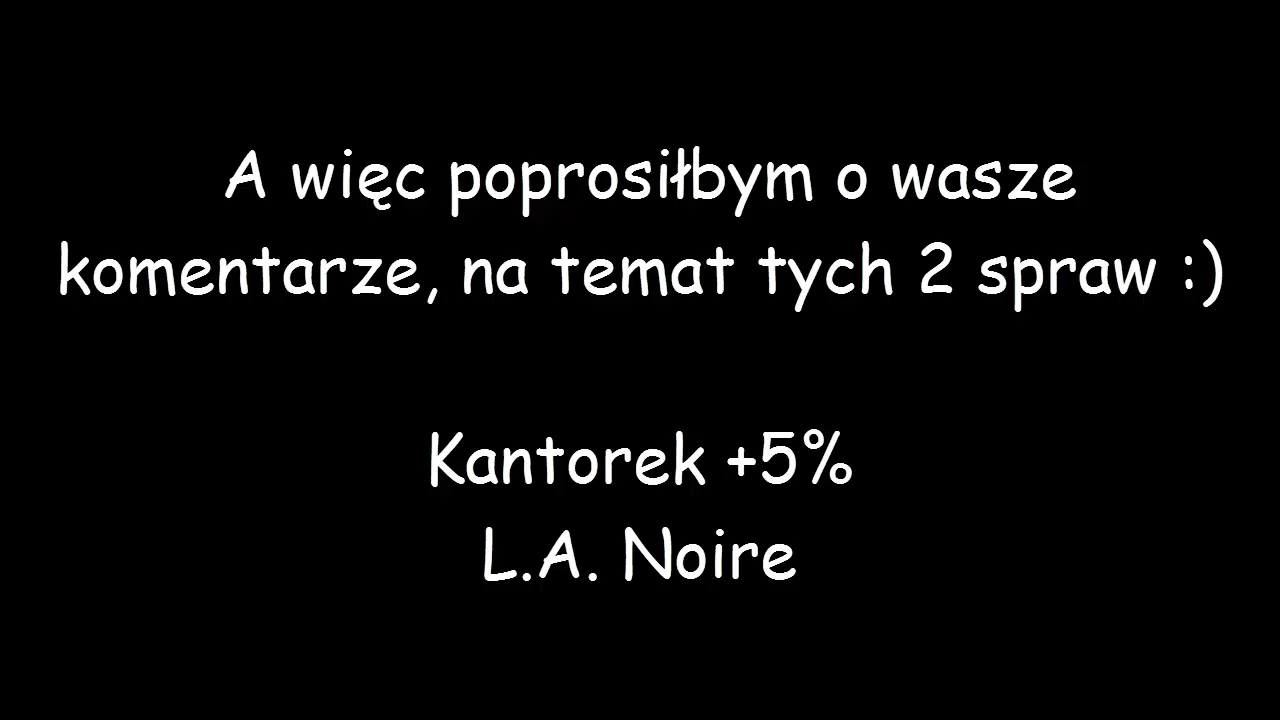 A więc poprosiłbym o wasze
komentarze, na temat tych 2 spraw :)
Kantorek +5%
L.A. Noire